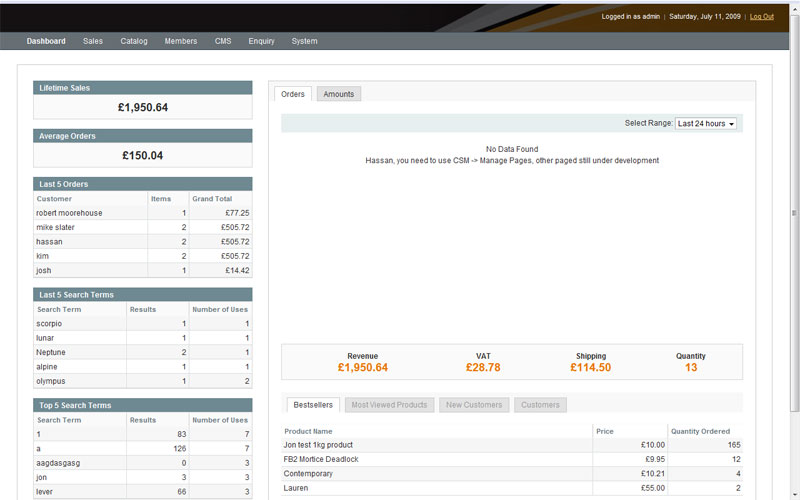 Logged in as admin | Saturday, July 11, 2009 | Log Out
Dashboard Sales Catalog Members CMS Enquiry System
Lifetime Sales
£1,950.64
Average Orders
£150.04
Last 5 Orders
Customer Items Grand Total
robert moorehouse 1 £77.25
mike slater 2 £505.72
hassan 2 £505.72
kim 2 £505.72
josh 1 £14.42
Last 5 Search Terms
Search Term Results Number of Uses
scorpio 1 1
lunar 1 1
Neptune 2 1
alpine 1 1
olympus 1 2
Top 5 Search Terms
Search Term Results Number of Uses
1 83 7
a 126 7
aagdasgasg 0 3
jon 3 3
lever 66 3
Orders Amounts
Select Range: Last 24 hours
No Data Found
Hassan, you need to use CSM -> Manage Pages, other paged still under development
Revenue VAT Shipping Quantity
£1,950.64 £28.78 £114.50 13
Bestsellers Most Viewed Products New Customers Customers
Product Name Price Quantity Ordered
Jon test 1kg product £10.00 165
FB2 Mortice Deadlock £9.95 12
Contemporary £10.21 4
Lauren £55.00 2